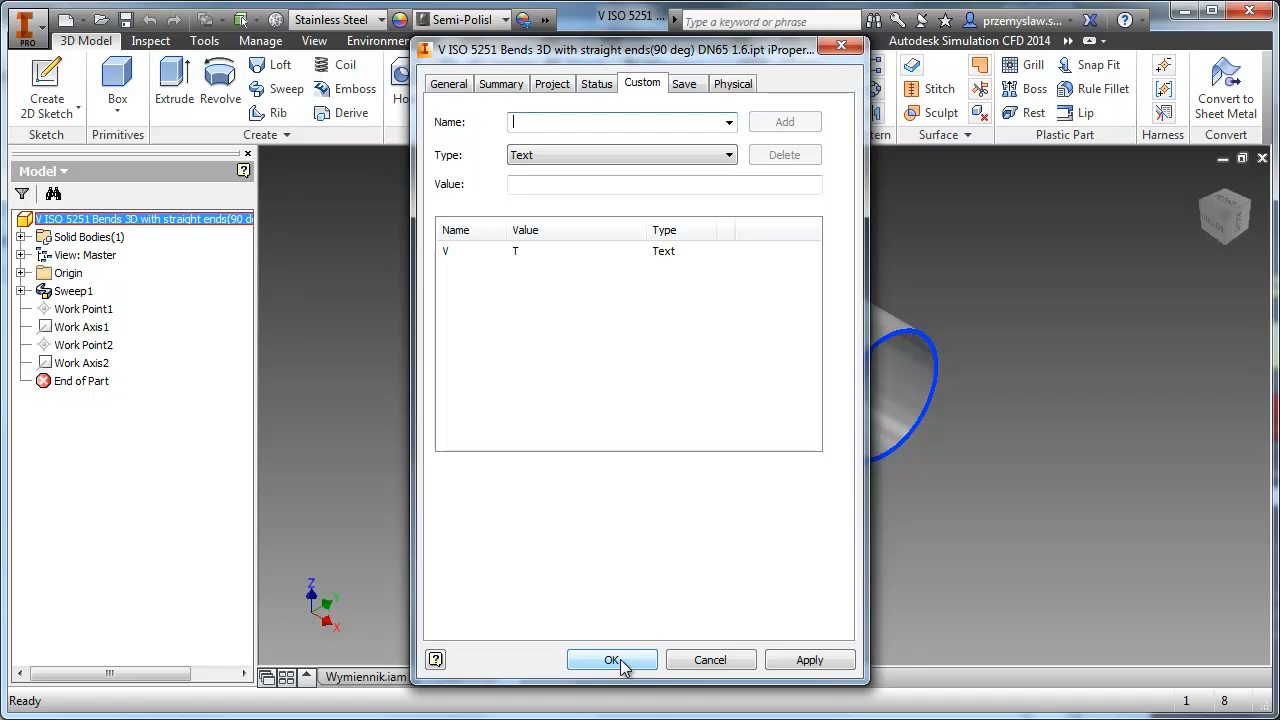 Stainless Steel
Semi-Polisl
V ISO 5251 ...
Type a keyword or phrase
przemyslaw.s...
PRO
3D Model
Inspect
Tools
Manage
Environme
Autodesk Simulation CFD 2014
Create
2D Sketch
Box
Extrude
Revolve
Loft
Sweep
Rib
Coil
Emboss
Derive
Ho
Grill
Boss
Rest
Snap Fit
Rule Fillet
Lip
Stitch
Sculpt
Convert to
Sheet Metal
Sketch
Primitives
Create
ttern
Surface
Plastic Part
Harness
Convert
Model
V ISO 5251 Bends 3D with straight ends(90 d
Solid Bodies(1)
View: Master
Origin
Sweep1
Work Point1
Work Axis1
Work Point2
Work Axis2
End of Part
V ISO 5251 Bends 3D with straight ends(90 deg) DN65 1.6.ipt iProper...
General
Summary
Project
Status
Custom
Save
Physical
Name:
Add
Type:
Text
Delete
Value:
Name
Value
Type
V
T
Text
OK
Cancel
Apply
Z
Y
X
Wymiennik.iam
Ready
1
8